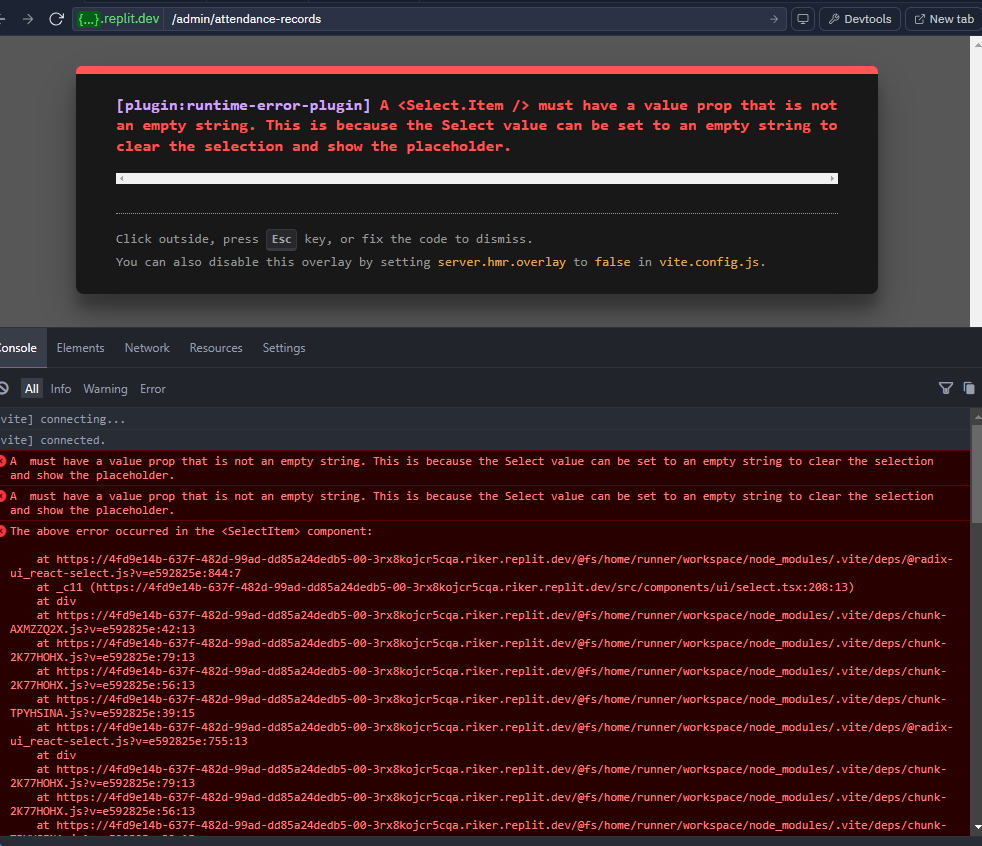 {...}.replit.dev /admin/attendance-records Devtools New tab
[plugin:runtime-error-plugin] A <Select.Item /> must have a value prop that is not
an empty string. This is because the Select value can be set to an empty string to
clear the selection and show the placeholder.
Click outside, press Esc key, or fix the code to dismiss.
You can also disable this overlay by setting server.hmr.overlay to false in vite.config.js.
Console Elements Network Resources Settings
All Info Warning Error
vite] connecting...
vite] connected.
A  must have a value prop that is not an empty string. This is because the Select value can be set to an empty string to clear the selection
and show the placeholder.
A  must have a value prop that is not an empty string. This is because the Select value can be set to an empty string to clear the selection
and show the placeholder.
The above error occurred in the <SelectItem> component:
at https://4fd9e14b-637f-482d-99ad-dd85a24dedb5-00-3rx8kojcr5cqa.riker.replit.dev/@fs/home/runner/workspace/node_modules/.vite/deps/@radix-
ui_react-select.js?v=e592825e:844:7
at _c11 (https://4fd9e14b-637f-482d-99ad-dd85a24dedb5-00-3rx8kojcr5cqa.riker.replit.dev/src/components/ui/select.tsx:208:13)
at div
at https://4fd9e14b-637f-482d-99ad-dd85a24dedb5-00-3rx8kojcr5cqa.riker.replit.dev/@fs/home/runner/workspace/node_modules/.vite/deps/chunk-
AXMZZQ2X.js?v=e592825e:42:13
at https://4fd9e14b-637f-482d-99ad-dd85a24dedb5-00-3rx8kojcr5cqa.riker.replit.dev/@fs/home/runner/workspace/node_modules/.vite/deps/chunk-
2K77HOHX.js?v=e592825e:79:13
at https://4fd9e14b-637f-482d-99ad-dd85a24dedb5-00-3rx8kojcr5cqa.riker.replit.dev/@fs/home/runner/workspace/node_modules/.vite/deps/chunk-
2K77HOHX.js?v=e592825e:56:13
at https://4fd9e14b-637f-482d-99ad-dd85a24dedb5-00-3rx8kojcr5cqa.riker.replit.dev/@fs/home/runner/workspace/node_modules/.vite/deps/chunk-
TPYHSINA.js?v=e592825e:39:15
at https://4fd9e14b-637f-482d-99ad-dd85a24dedb5-00-3rx8kojcr5cqa.riker.replit.dev/@fs/home/runner/workspace/node_modules/.vite/deps/@radix-
ui_react-select.js?v=e592825e:755:13
at div
at https://4fd9e14b-637f-482d-99ad-dd85a24dedb5-00-3rx8kojcr5cqa.riker.replit.dev/@fs/home/runner/workspace/node_modules/.vite/deps/chunk-
2K77HOHX.js?v=e592825e:79:13
at https://4fd9e14b-637f-482d-99ad-dd85a24dedb5-00-3rx8kojcr5cqa.riker.replit.dev/@fs/home/runner/workspace/node_modules/.vite/deps/chunk-
2K77HOHX.js?v=e592825e:56:13
at https://4fd9e14b-637f-482d-99ad-dd85a24dedb5-00-3rx8kojcr5cqa.riker.replit.dev/@fs/home/runner/workspace/node_modules/.vite/deps/chunk-